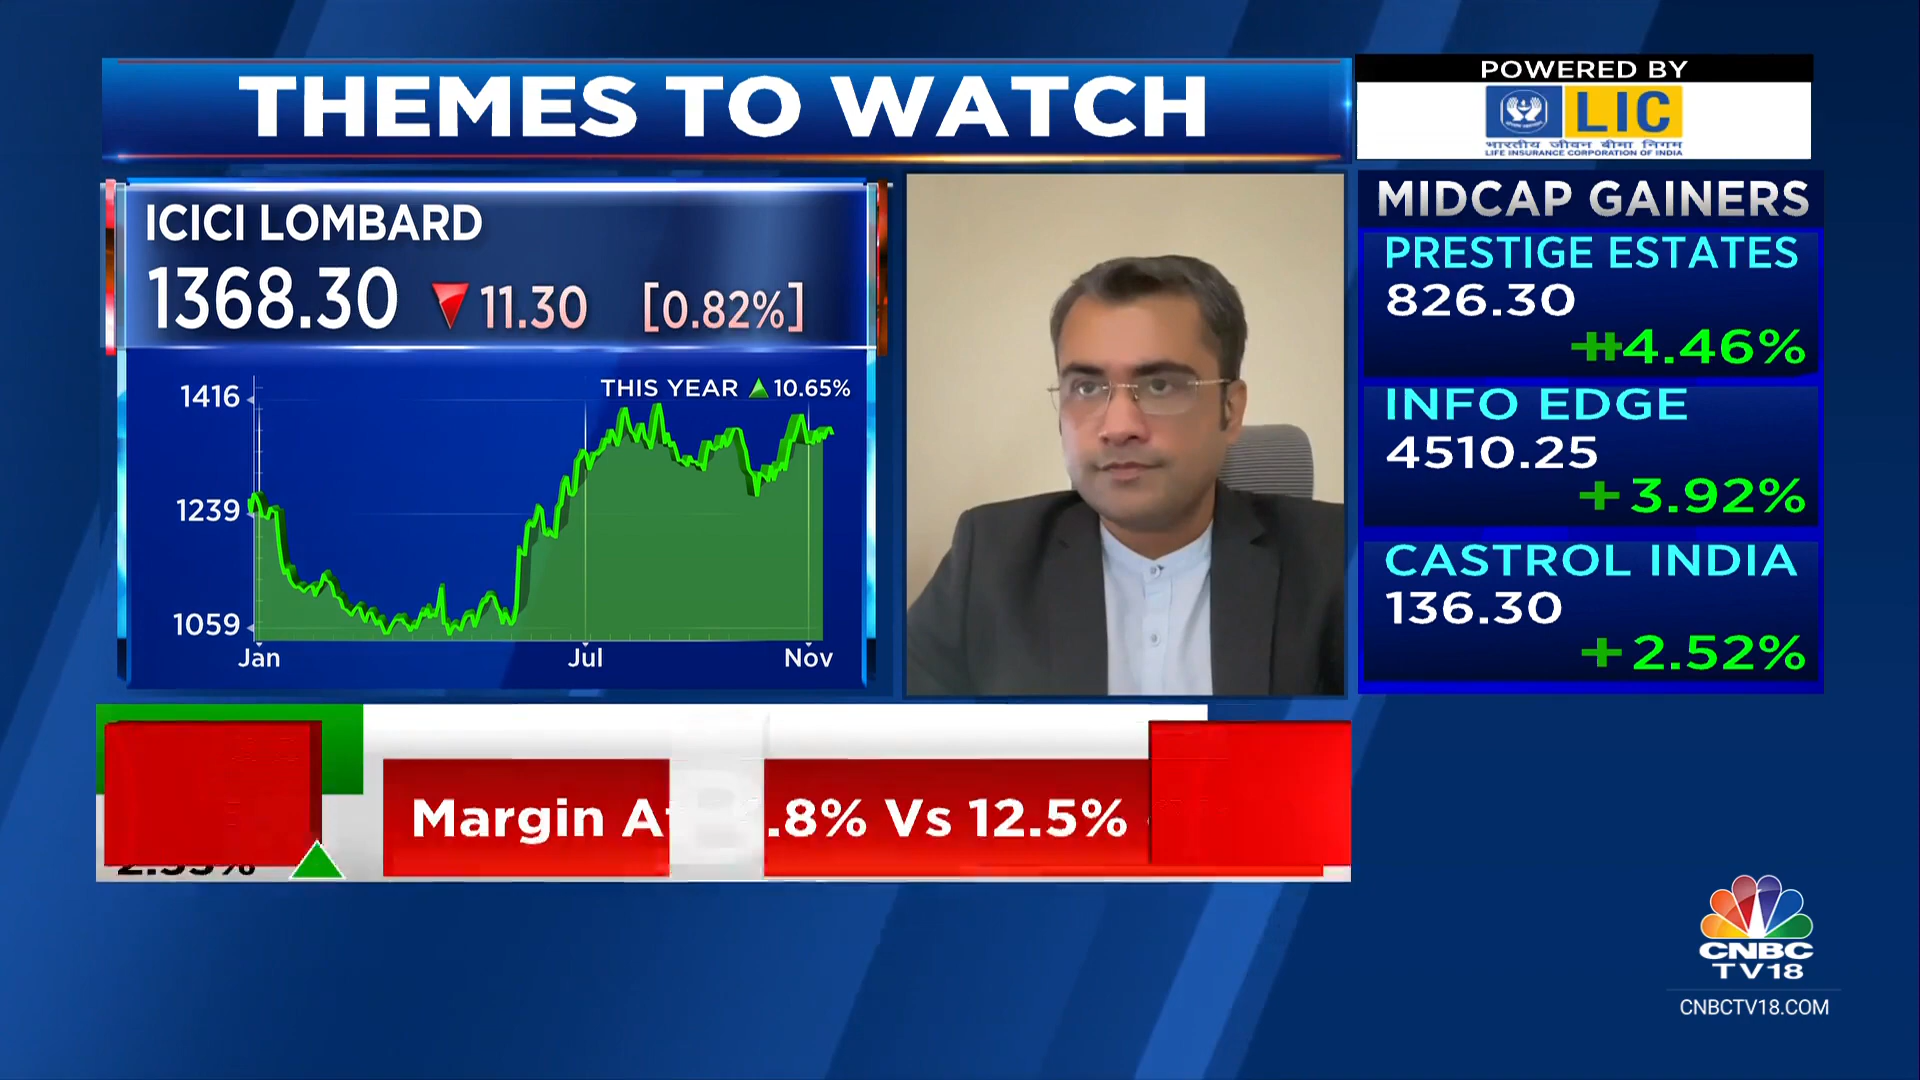 THEMES TO WATCH
POWERED BY
LIC
भारतीय जीवन बीमा निगम
LIFE INSURANCE CORPORATION OF INDIA
ICICI LOMBARD
1368.30 ▼ 11.30 [0.82%]
THIS YEAR ▲ 10.65%
1416
1239
1059
Jan Jul Nov
MIDCAP GAINERS
PRESTIGE ESTATES
826.30
+4.46%
INFO EDGE
4510.25
+3.92%
CASTROL INDIA
136.30
+2.52%
Margin .8% Vs 12.5%
CNBC
TV18
CNBCTV18.COM